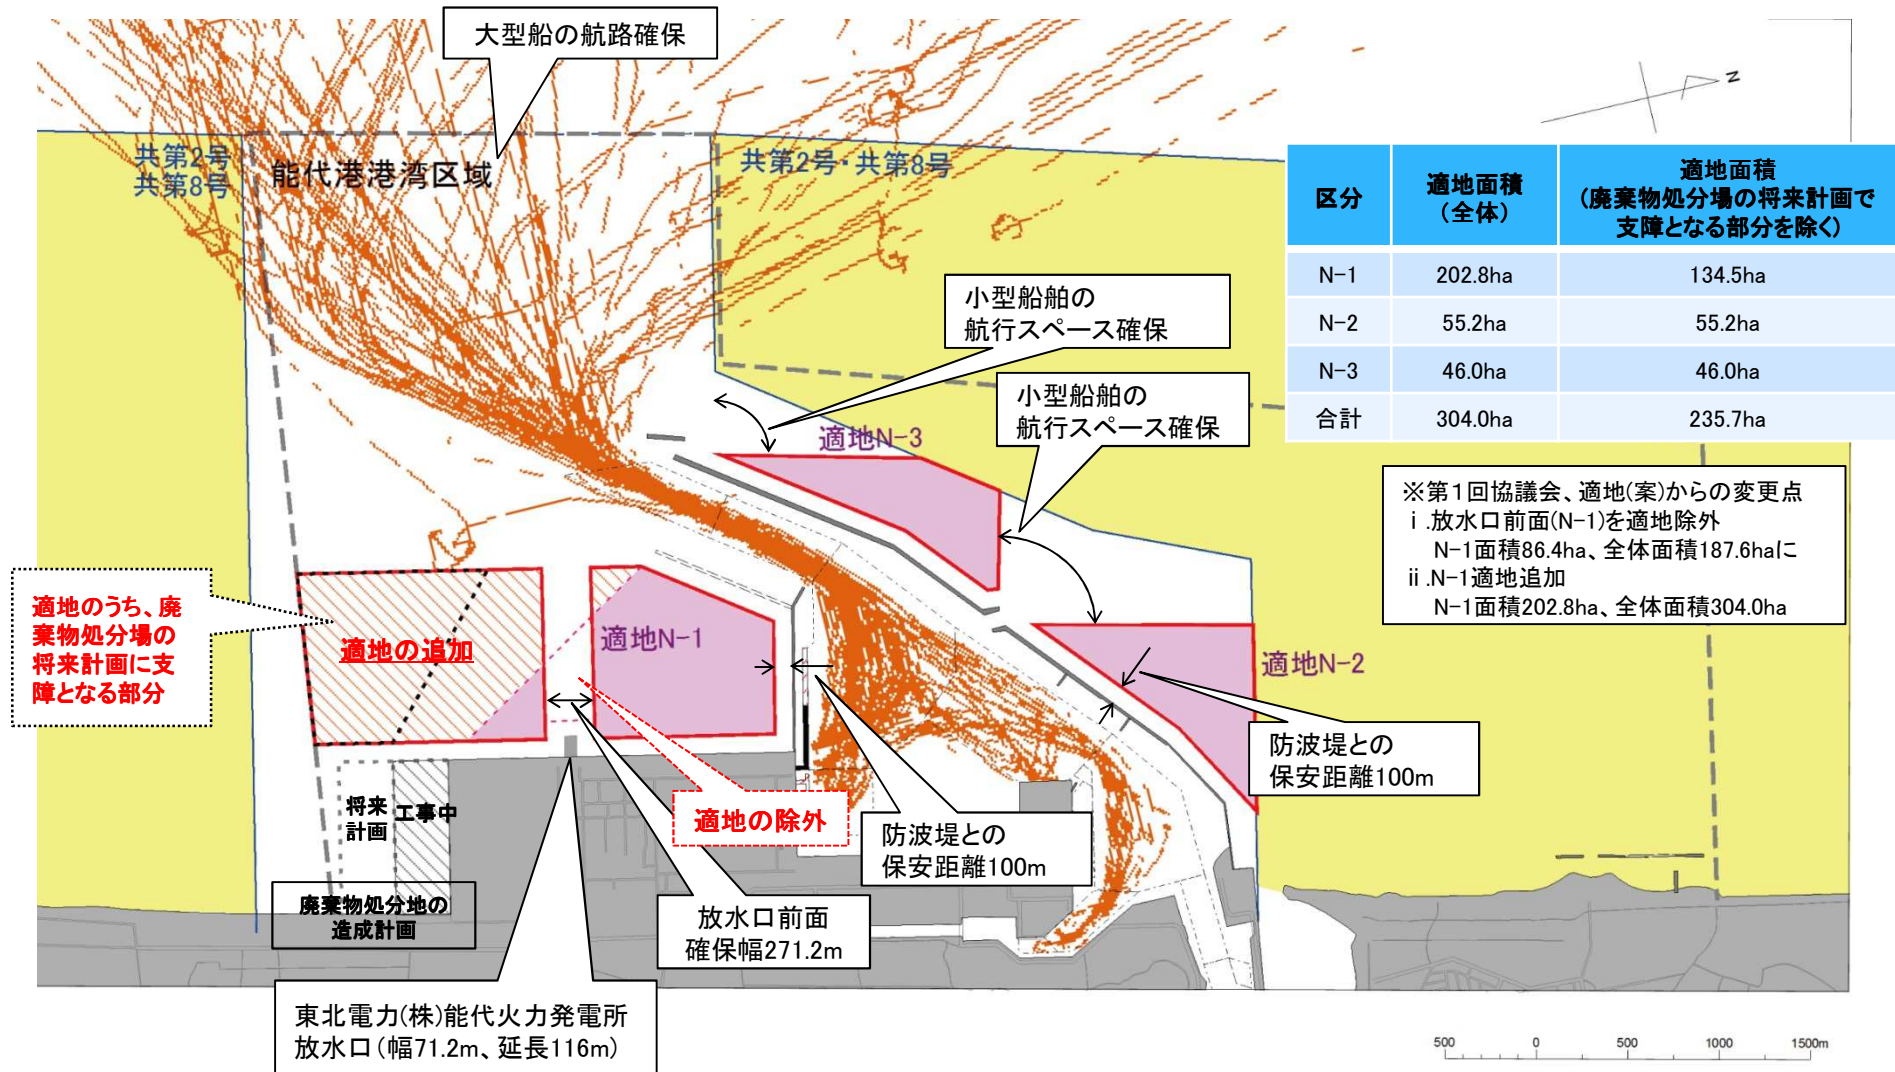 大型船の航路確保
N
共第2号
共第8号
能代港港湾区域
共第2号・共第8号
区分
適地面積
(全体)
適地面積
(廃棄物処分場の将来計画で
支障となる部分を除く)
N-1
202.8ha
134.5ha
N-2
55.2ha
55.2ha
N-3
46.0ha
46.0ha
合計
304.0ha
235.7ha
小型船舶の
航行スペース確保
小型船舶の
航行スペース確保
適地N-3
※第1回協議会、適地(案)からの変更点
ⅰ.放水口前面(N-1)を適地除外
N-1面積86.4ha、全体面積187.6haに
ⅱ.N-1適地追加
N-1面積202.8ha、全体面積304.0ha
適地のうち、廃
棄物処分場の
将来計画に支
障となる部分
適地の追加
適地N-1
適地N-2
防波堤との
保安距離100m
将来
計画
工事中
適地の除外
防波堤との
保安距離100m
廃棄物処分地の
造成計画
放水口前面
確保幅271.2m
東北電力(株)能代火力発電所
放水口(幅71.2m、延長116m)
500 0 500 1000 1500m